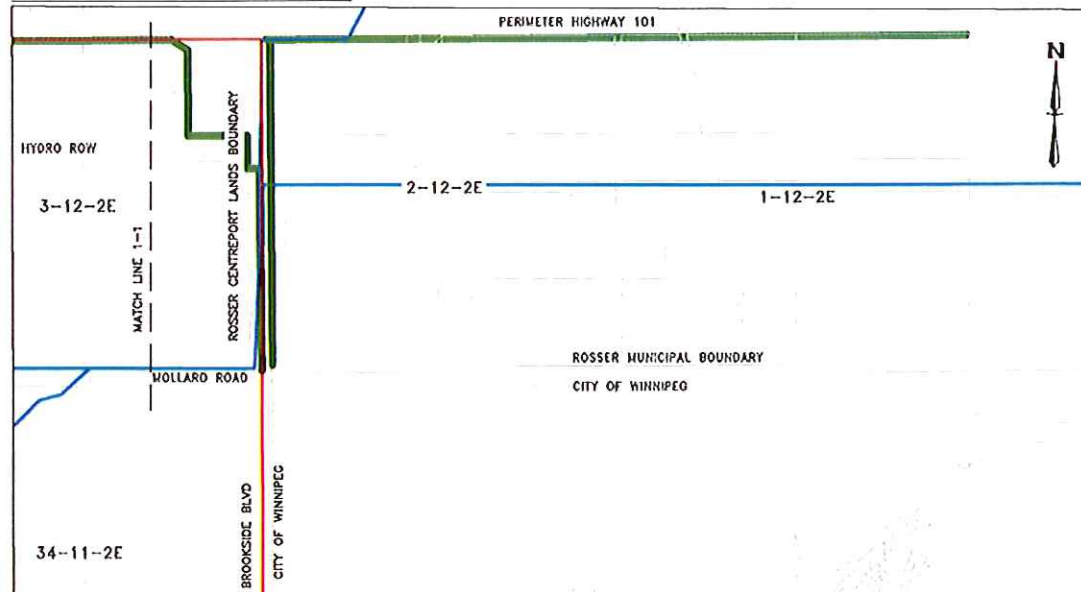 PERIMETER HIGHWAY 101
N
HYDRO ROW
3-12-2E
MATCH LINE 1-1
ROSSER CENTREPORT LANDS BOUNDARY
2-12-2E
1-12-2E
MOLLARD ROAD
ROSSER MUNICIPAL BOUNDARY
CITY OF WINNIPEG
34-11-2E
BROOKSIDE BLVD
CITY OF WINNIPEG